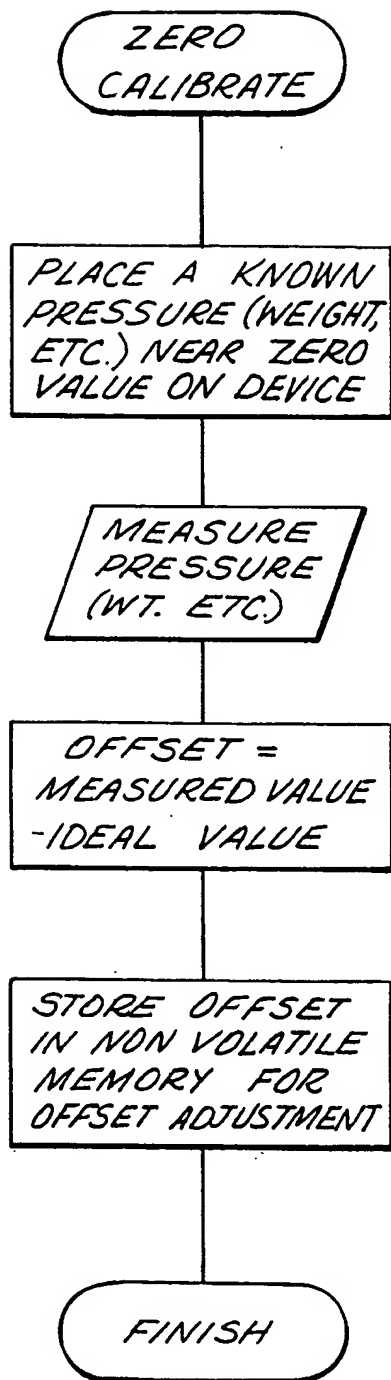 ZERO
CALIBRATE
PLACE A KNOWN
PRESSURE (WEIGHT,
ETC.) NEAR ZERO
VALUE ON DEVICE
MEASURE
PRESSURE
(WT. ETC.)
OFFSET =
MEASURED VALUE
-IDEAL VALUE
STORE OFFSET
IN NON VOLATILE
MEMORY FOR
OFFSET ADJUSTMENT
FINISH